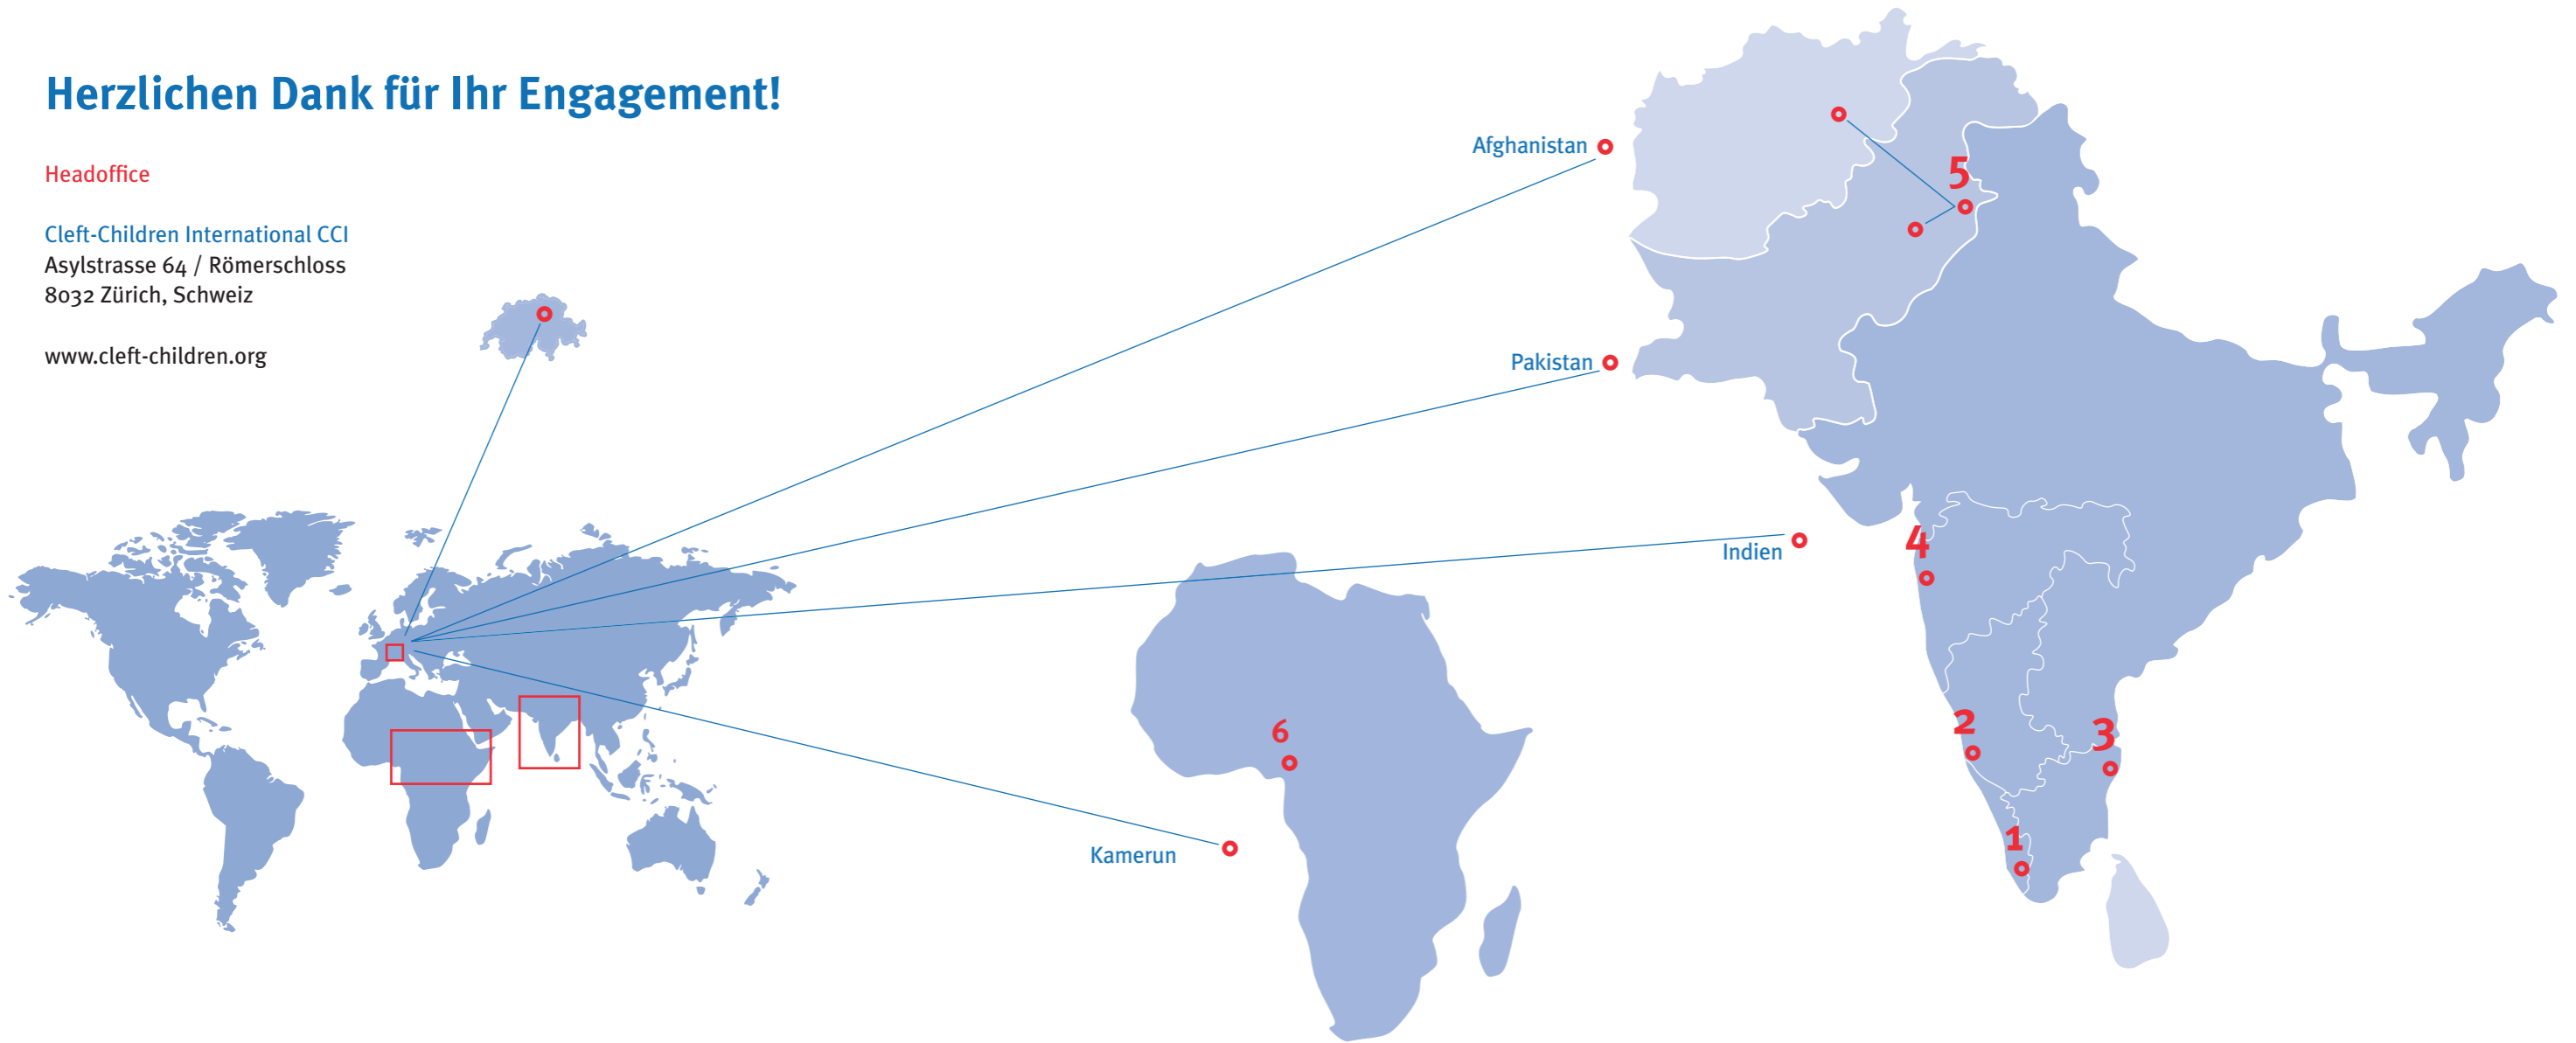 Herzlichen Dank für Ihr Engagement!
Headoffice
Cleft-Children International CCI
Asylstrasse 64 / Römerschloss
8032 Zürich, Schweiz
www.cleft-children.org
Afghanistan
Pakistan
Indien
Kamerun
5
4
2
3
1
6